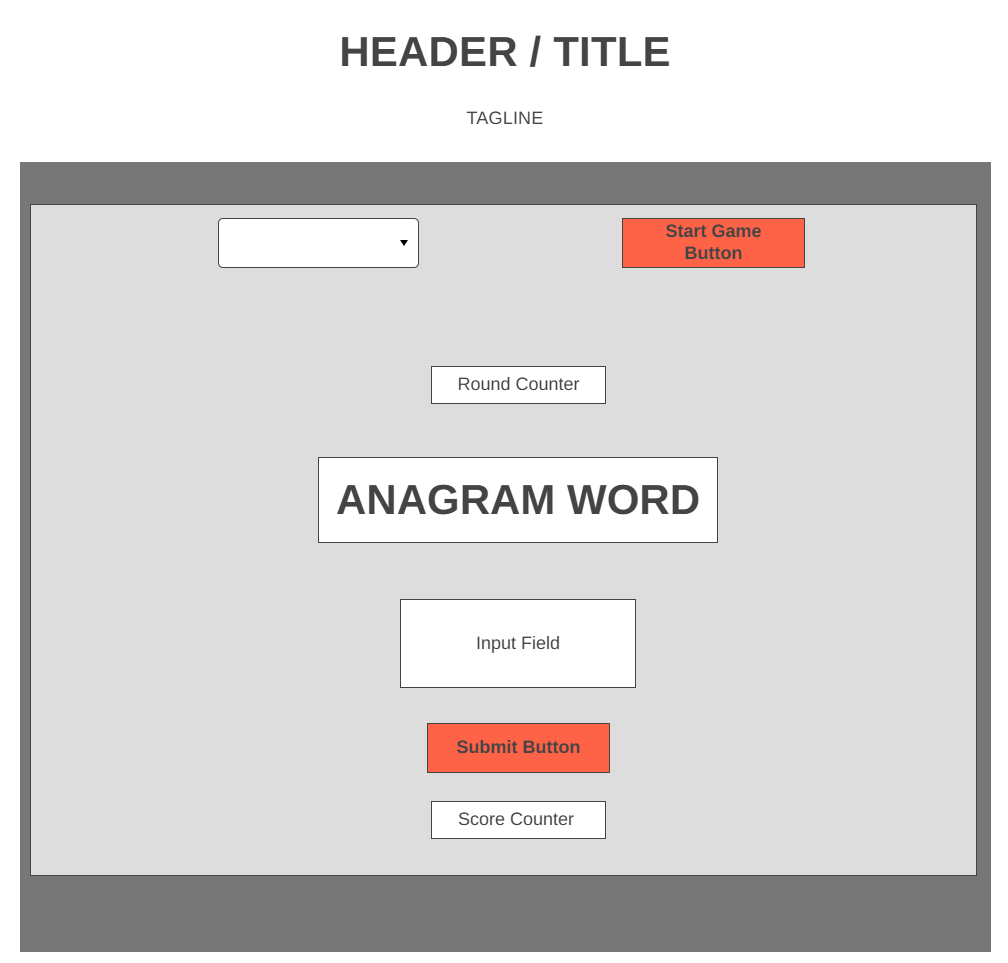 HEADER / TITLE
TAGLINE
Start Game
Button
Round Counter
ANAGRAM WORD
Input Field
Submit Button
Score Counter